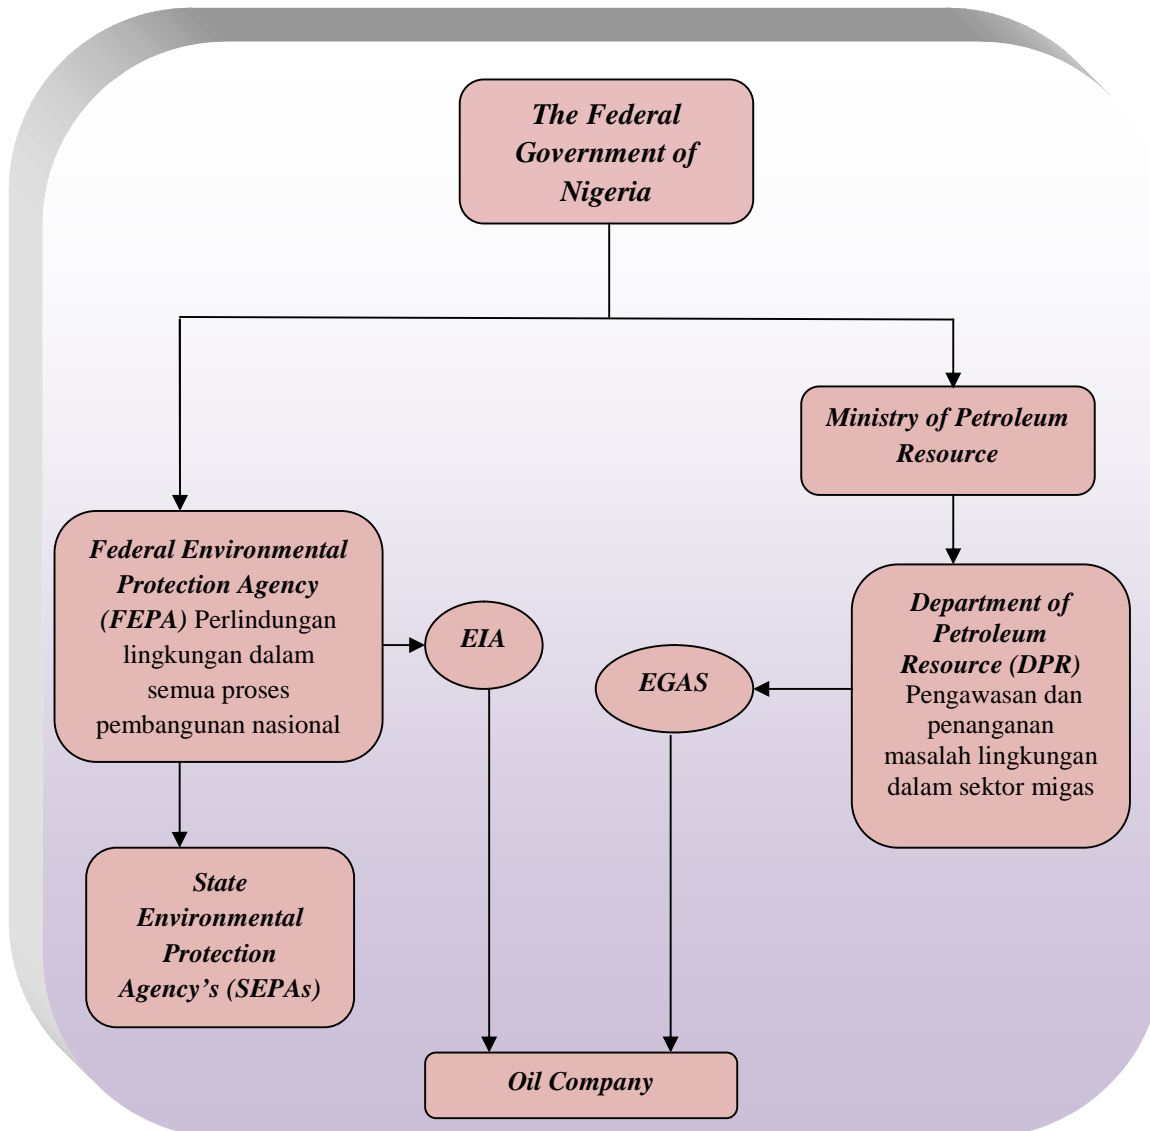 The Federal
Government of
Nigeria
Ministry of Petroleum
Resource
Federal Environmental
Protection Agency
(FEPA) Perlindungan
lingkungan dalam
semua proses
pembangunan nasional
EIA
EGAS
Department of
Petroleum
Resource (DPR)
Pengawasan dan
penanganan
masalah lingkungan
dalam sektor migas
State
Environmental
Protection
Agency’s (SEPAs)
Oil Company